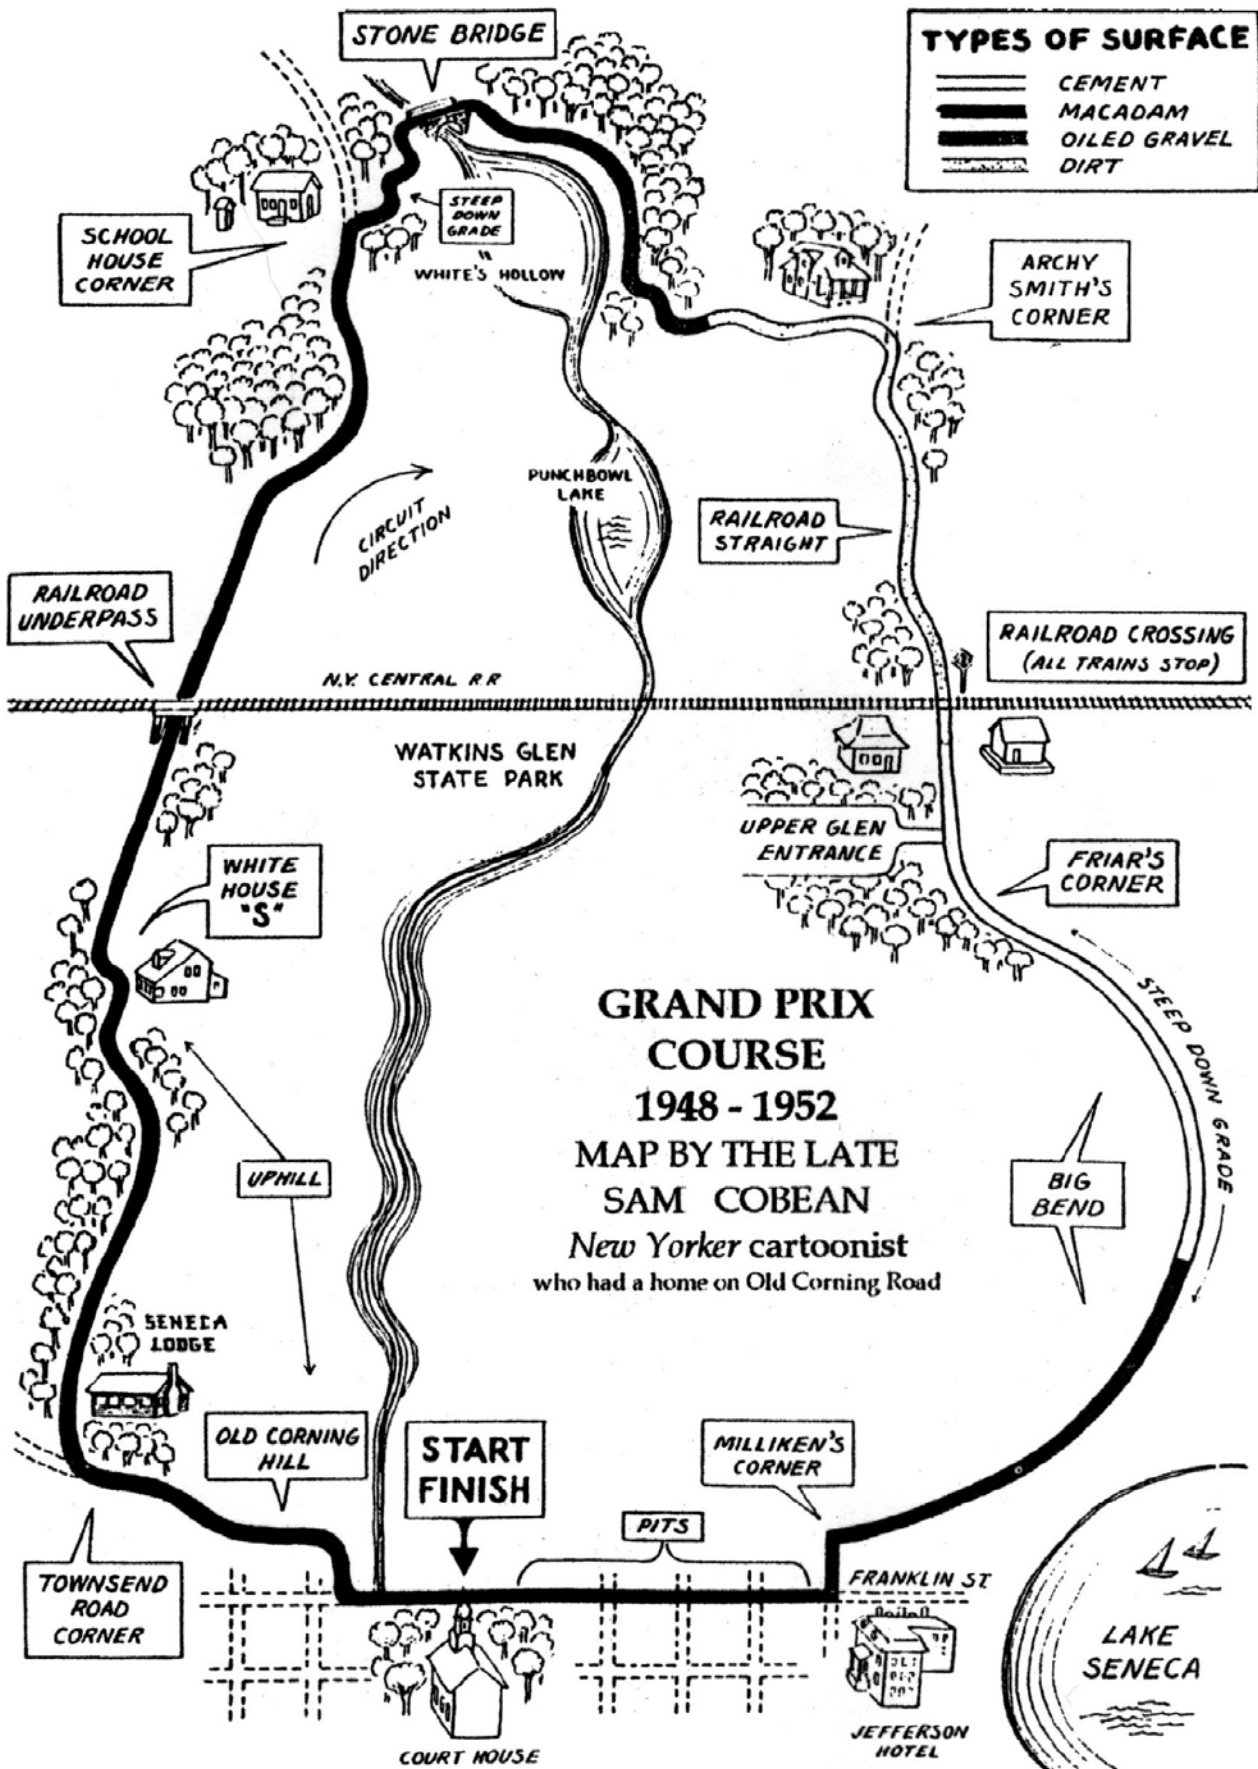 STONE BRIDGE
TYPES OF SURFACE
CEMENT
MACADAM
OILED GRAVEL
DIRT
STEEP
DOWN
GRADE
SCHOOL
HOUSE
CORNER
WHITE'S HOLLOW
ARCHY
SMITH'S
CORNER
PUNCHBOWL
LAKE
CIRCUIT
DIRECTION
RAILROAD
STRAIGHT
RAILROAD
UNDERPASS
RAILROAD CROSSING
(ALL TRAINS STOP)
N.Y. CENTRAL R R
WATKINS GLEN
STATE PARK
UPPER GLEN
ENTRANCE
FRIAR'S
CORNER
WHITE
HOUSE
"S"
STEEP DOWN GRADE
GRAND PRIX
COURSE
1948 - 1952
MAP BY THE LATE
SAM COBEAN
New Yorker cartoonist
who had a home on Old Corning Road
UPHILL
BIG
BEND
SENECA
LODGE
OLD CORNING
HILL
START
FINISH
MILLIKEN'S
CORNER
PITS
FRANKLIN ST.
TOWNSEND
ROAD
CORNER
LAKE
SENECA
COURT HOUSE
JEFFERSON
HOTEL